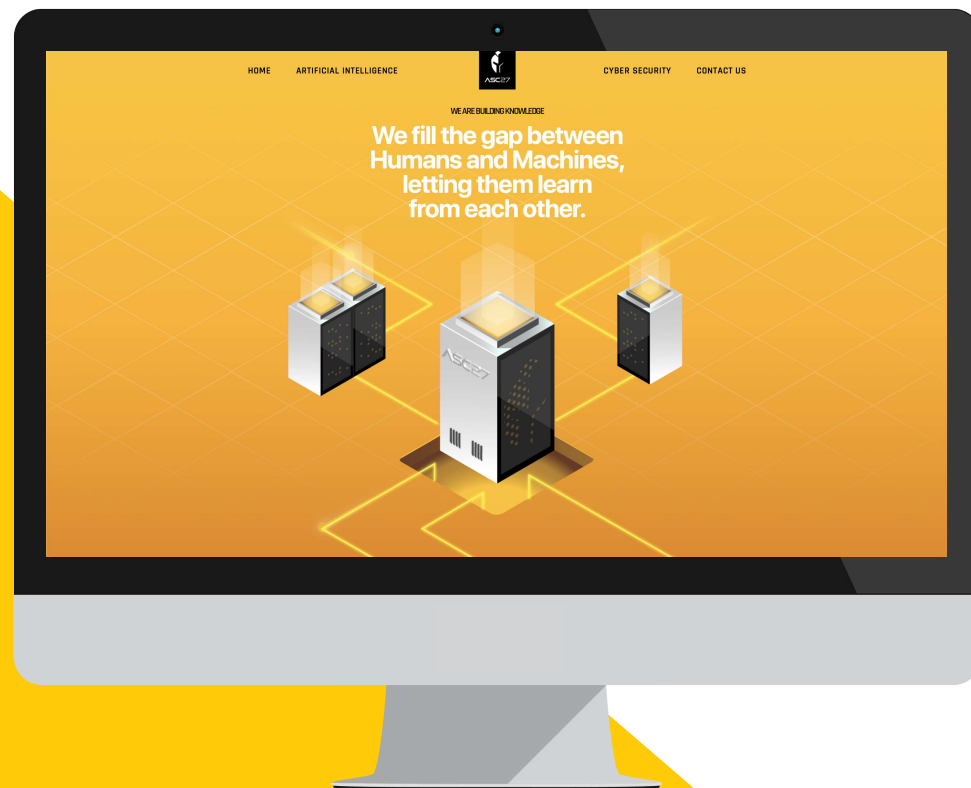 HOME
ARTIFICIAL INTELLIGENCE
ASC27
CYBER SECURITY
CONTACT US
WE ARE BUILDING KNOWLEDGE
We fill the gap between
Humans and Machines,
letting them learn
from each other.
ASC27